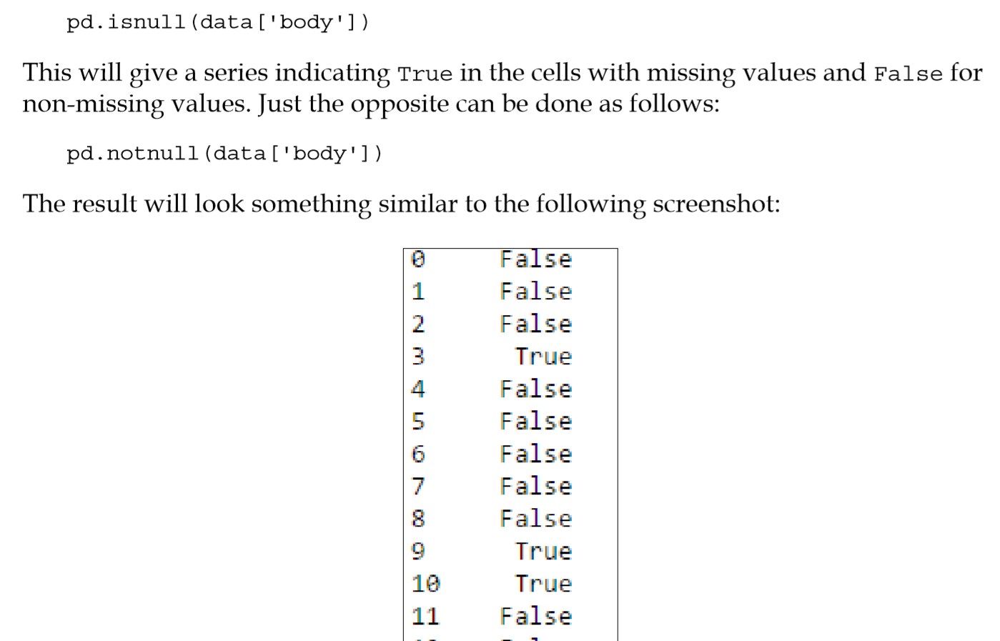 pd.isnull(data['body'])
This will give a series indicating True in the cells with missing values and False for
non-missing values. Just the opposite can be done as follows:
pd.notnull(data['body'])
The result will look something similar to the following screenshot:
0 False
1 False
2 False
3 True
4 False
5 False
6 False
7 False
8 False
9 True
10 True
11 False